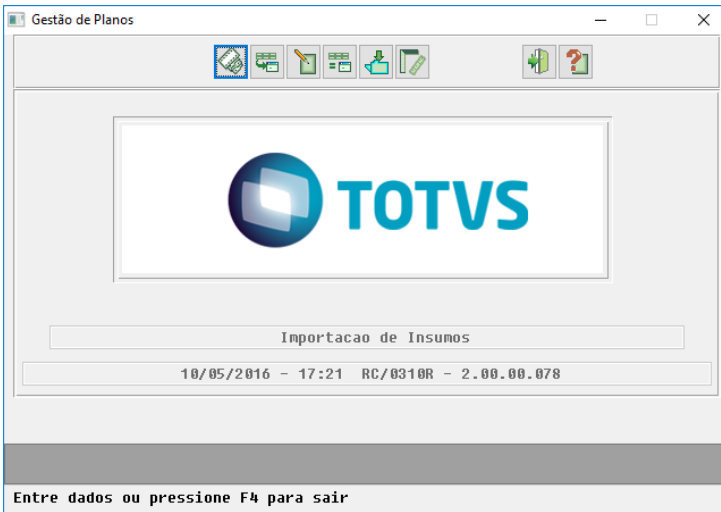 Gestão de Planos
TOTVS
Importacao de Insumos
10/05/2016 - 17:21 RC/0310R - 2.00.00.078
Entre dados ou pressione F4 para sair